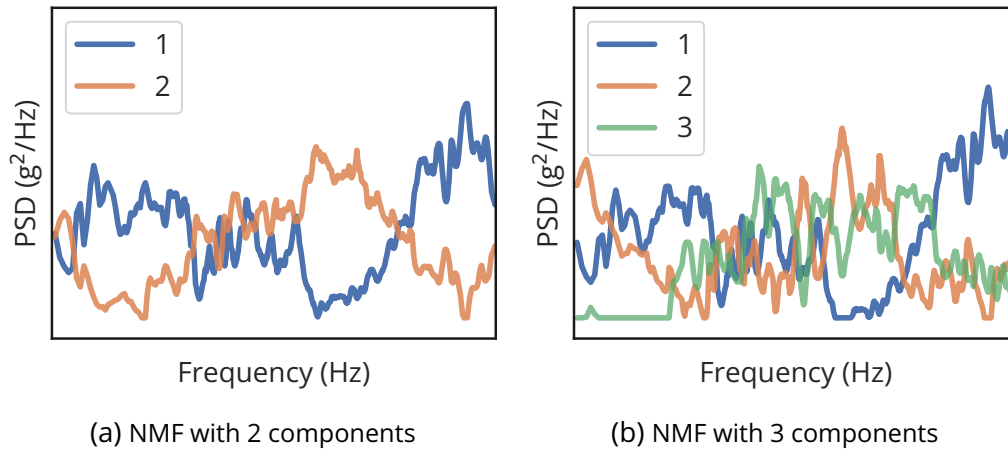 1
2
PSD (g²/Hz)
Frequency (Hz)
(a) NMF with 2 components
1
2
3
PSD (g²/Hz)
Frequency (Hz)
(b) NMF with 3 components